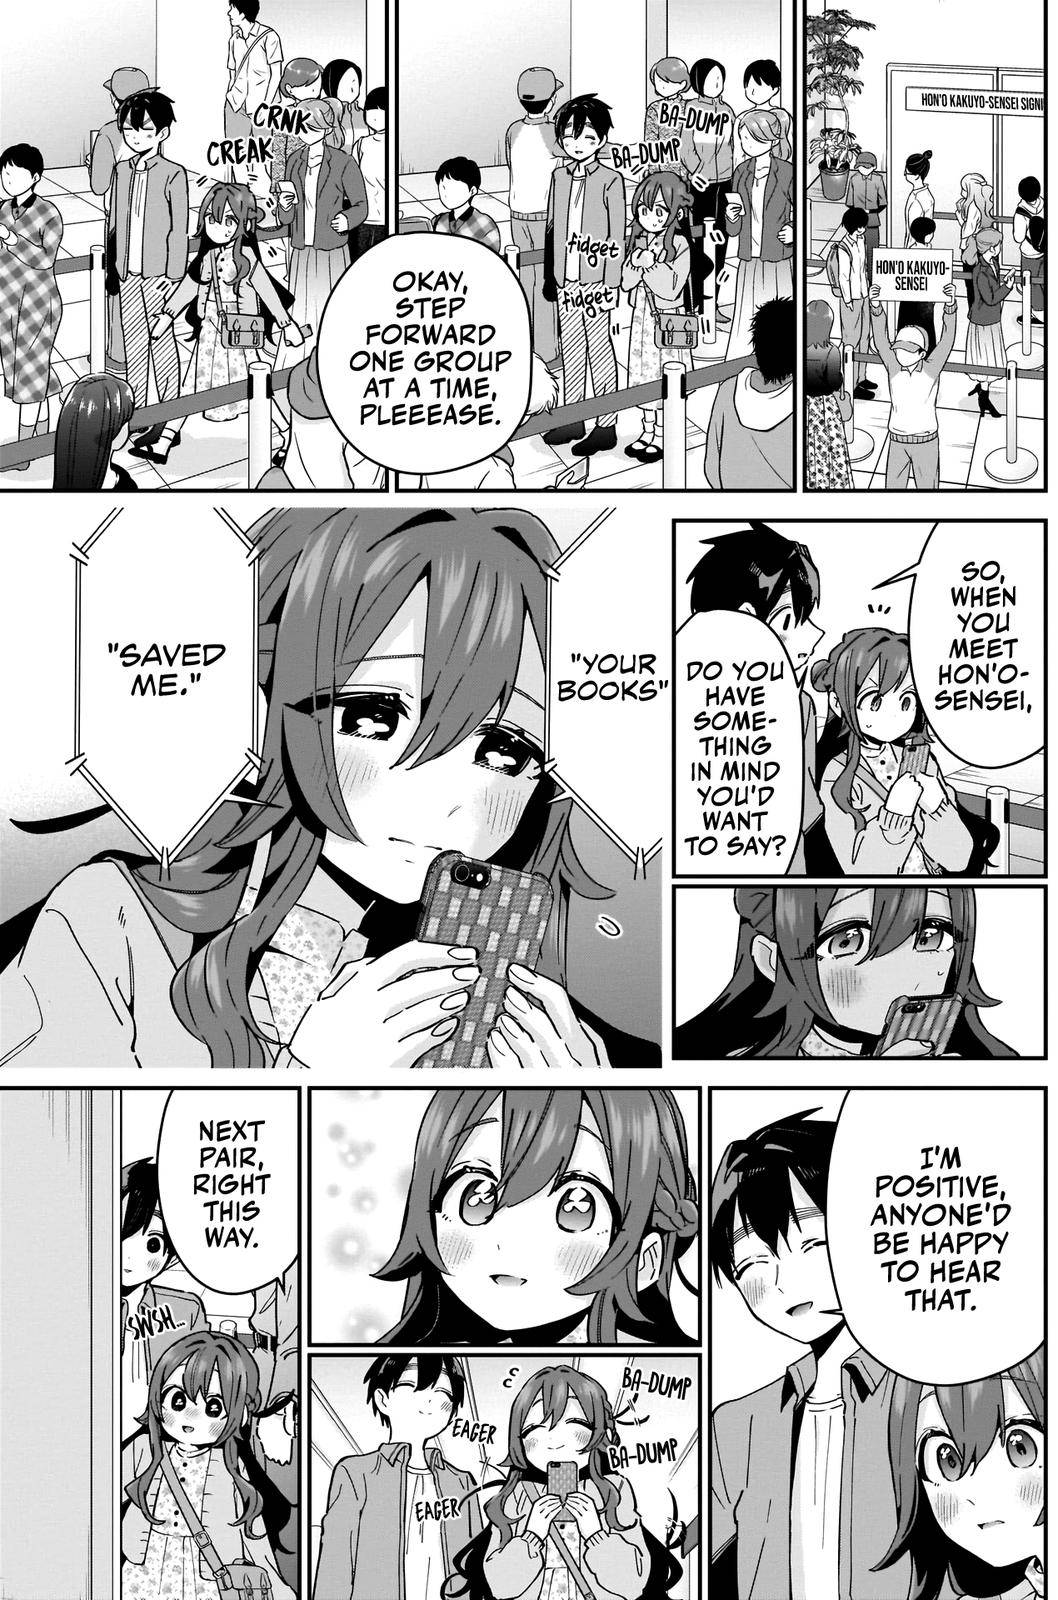 HON'O KAKUYO-SENSEI SIGNI
HON'O KAKUYO-
SENSEI
BA-DUMP
BA-DUMP
fidget
fidget
OKAY,
STEP
FORWARD
ONE GROUP
AT A TIME,
PLEEEASE.
CRNK
CREAK
SO,
WHEN
YOU
MEET
HON'O-
SENSEI,
DO YOU
HAVE
SOME-
THING
IN MIND
YOU'D
WANT
TO SAY?
"YOUR
BOOKS"
"SAVED
ME."
I'M
POSITIVE,
ANYONE'D
BE HAPPY
TO HEAR
THAT.
BA-DUMP
BA-DUMP
EAGER
EAGER
NEXT
PAIR,
RIGHT
THIS
WAY.
SWSH...